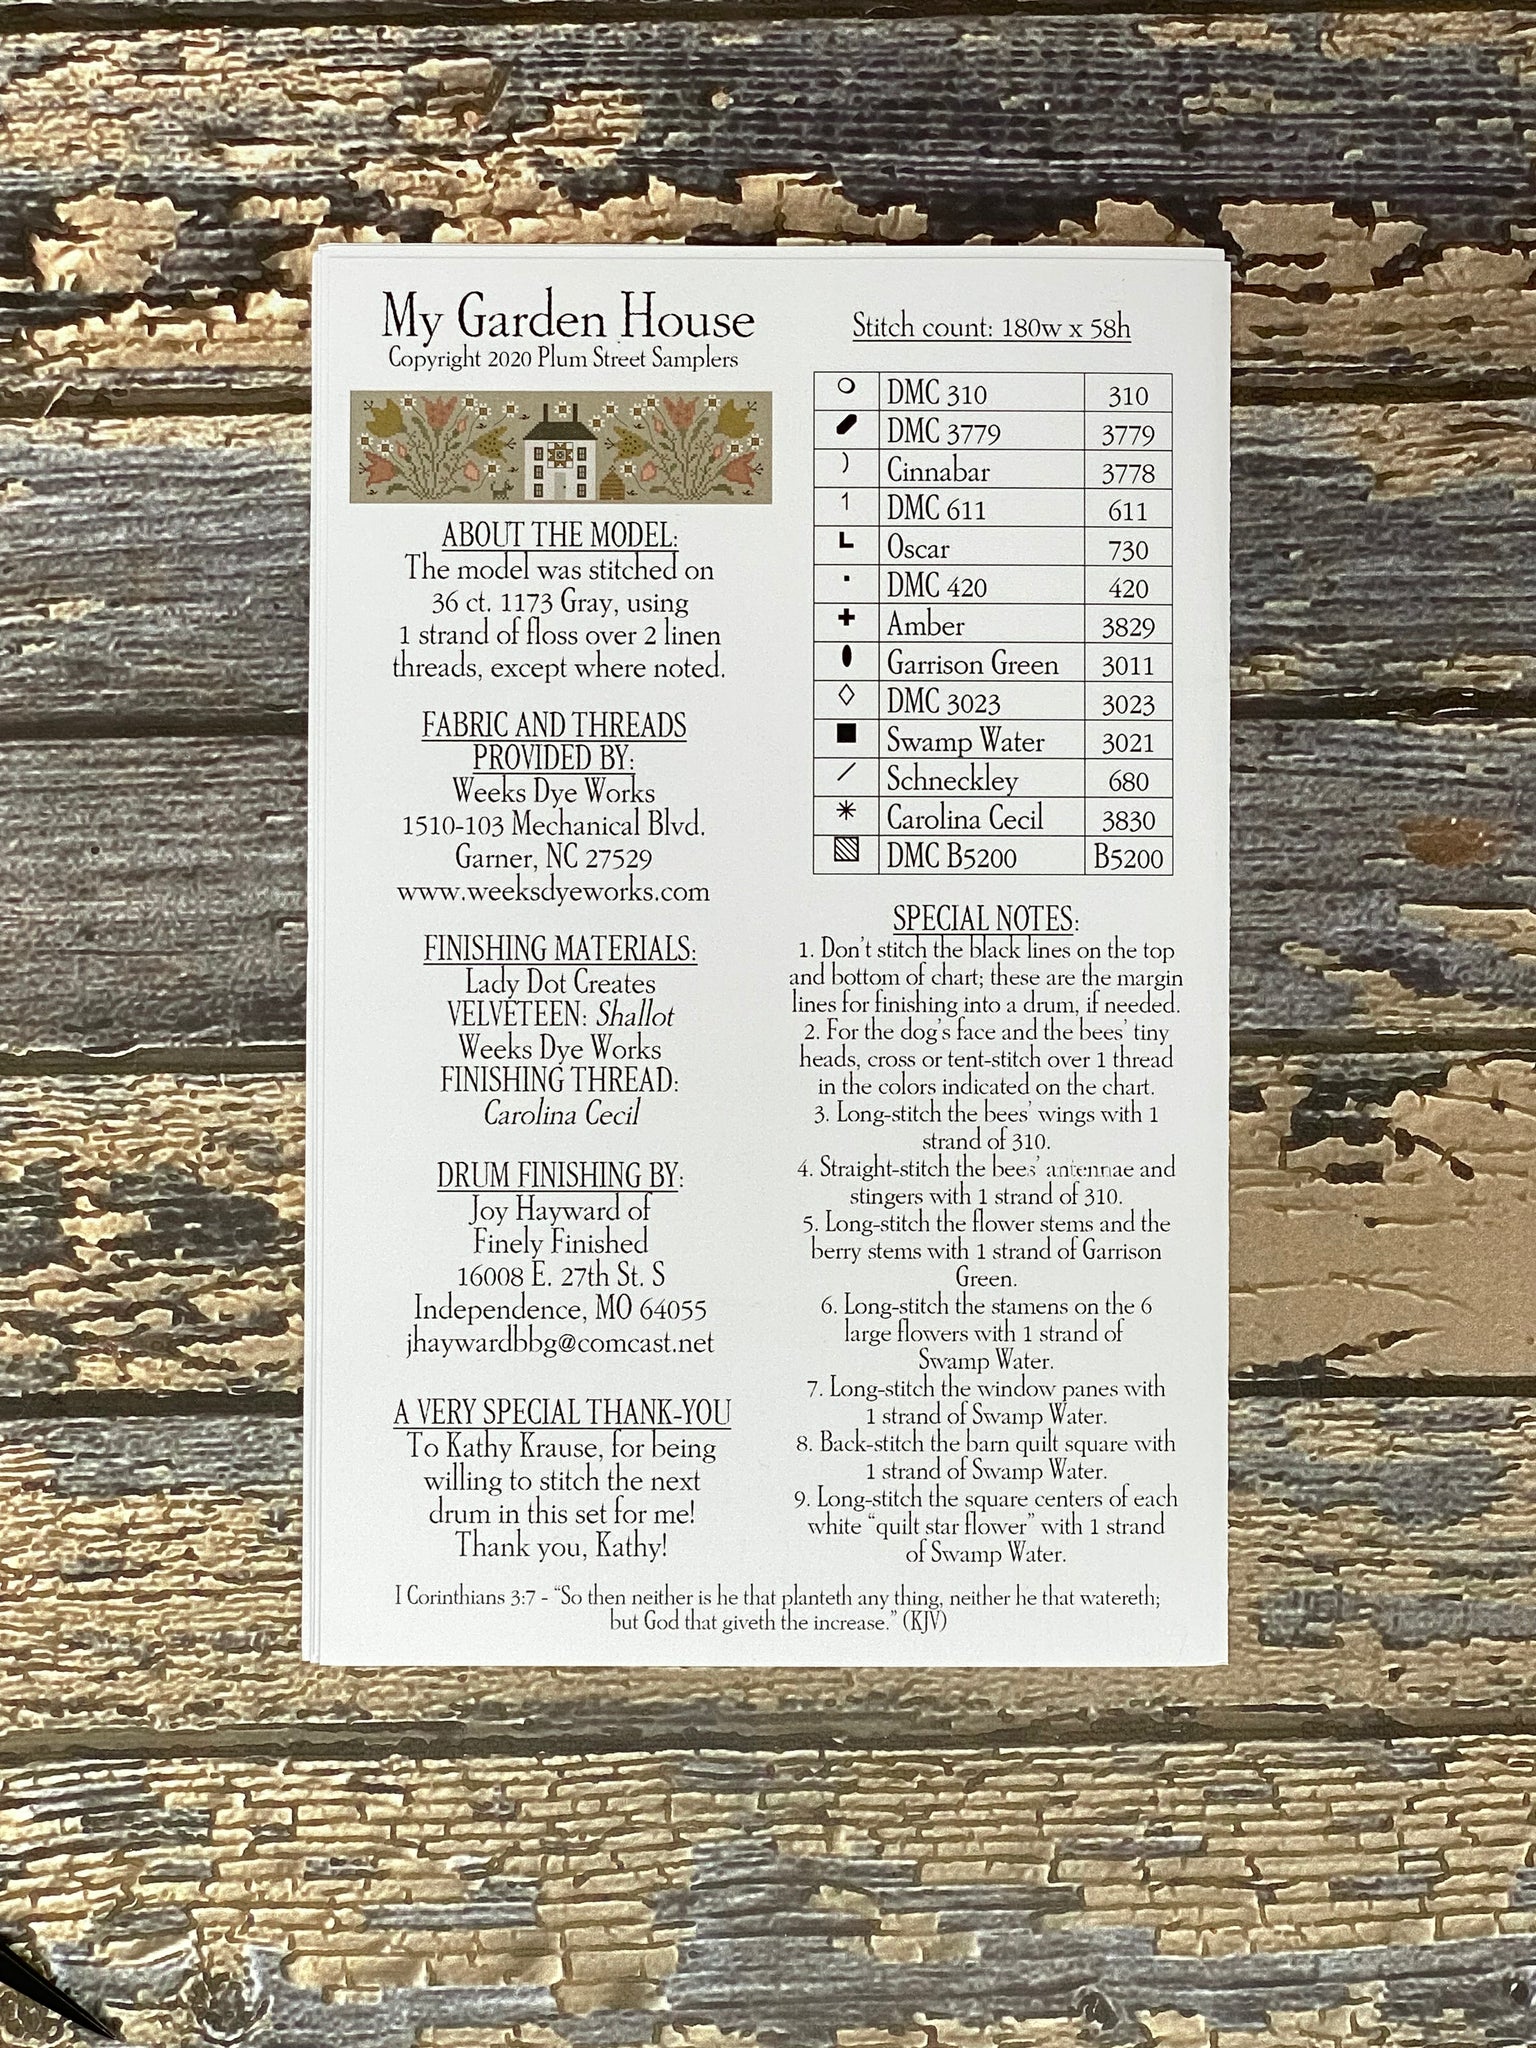 My Garden House
Copyright 2020 Plum Street Samplers
ABOUT THE MODEL:
The model was stitched on
36 ct. 1173 Gray, using
1 strand of floss over 2 linen
threads, except where noted.
FABRIC AND THREADS
PROVIDED BY:
Weeks Dye Works
1510-103 Mechanical Blvd.
Garner, NC 27529
www.weeksdyeworks.com
FINISHING MATERIALS:
Lady Dot Creates
VELVETEEN: Shallot
Weeks Dye Works
FINISHING THREAD:
Carolina Cecil
DRUM FINISHING BY:
Joy Hayward of
Finely Finished
16008 E. 27th St. S
Independence, MO 64055
jhaywardbbg@comcast.net
A VERY SPECIAL THANK-YOU
To Kathy Krause, for being
willing to stitch the next
drum in this set for me!
Thank you, Kathy!
Stitch count: 180w x 58h
DMC 310 310
DMC 3779 3779
Cinnabar 3778
DMC 611 611
Oscar 730
DMC 420 420
Amber 3829
Garrison Green 3011
DMC 3023 3023
Swamp Water 3021
Schneckley 680
Carolina Cecil 3830
DMC B5200 B5200
SPECIAL NOTES:
1. Don't stitch the black lines on the top
and bottom of chart; these are the margin
lines for finishing into a drum, if needed.
2. For the dog's face and the bees' tiny
heads, cross or tent-stitch over 1 thread
in the colors indicated on the chart.
3. Long-stitch the bees' wings with 1
strand of 310.
4. Straight-stitch the bees' antennae and
stingers with 1 strand of 310.
5. Long-stitch the flower stems and the
berry stems with 1 strand of Garrison
Green.
6. Long-stitch the stamens on the 6
large flowers with 1 strand of
Swamp Water.
7. Long-stitch the window panes with
1 strand of Swamp Water.
8. Back-stitch the barn quilt square with
1 strand of Swamp Water.
9. Long-stitch the square centers of each
white "quilt star flower" with 1 strand
of Swamp Water.
I Corinthians 3:7 - "So then neither is he that planteth any thing, neither he that watereth;
but God that giveth the increase." (KJV)